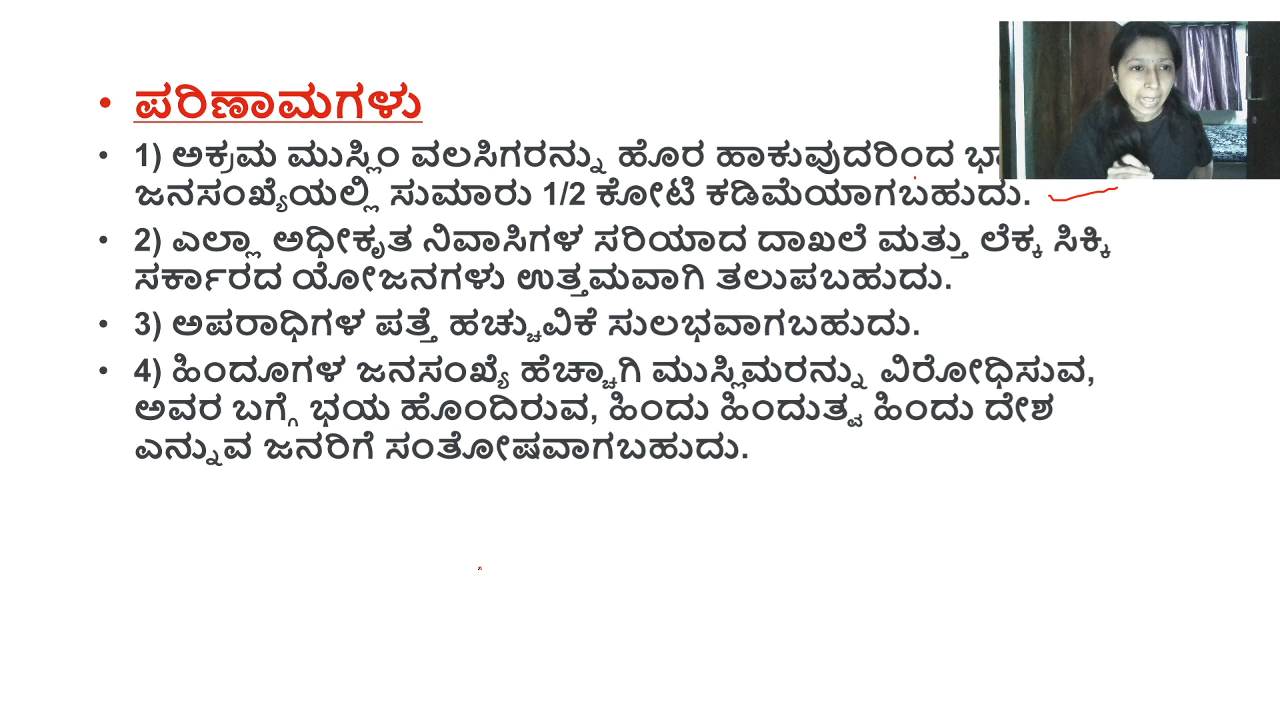 • ಪರಿಣಾಮಗಳು
• 1) ಅಕ್ರಮ ಮುಸ್ಲಿಂ ವಲಸಿಗರನ್ನು ಹೊರ ಹಾಕುವುದರಿಂದ
ಜನಸಂಖ್ಯೆಯಲ್ಲಿ ಸುಮಾರು 1/2 ಕೋಟಿ ಕಡಿಮೆಯಾಗಬಹುದು.
• 2) ಎಲ್ಲಾ ಅಧೀಕೃತ ನಿವಾಸಿಗಳ ಸರಿಯಾದ ದಾಖಲೆ ಮತ್ತು ಲೆಕ್ಕ ಸಿಕ್ಕಿ
ಸರ್ಕಾರದ ಯೋಜನಗಳು ಉತ್ತಮವಾಗಿ ತಲುಪಬಹುದು.
• 3) ಅಪರಾಧಿಗಳ ಪತ್ತೆ ಹಚ್ಚುವಿಕೆ ಸುಲಭವಾಗಬಹುದು.
• 4) ಹಿಂದೂಗಳ ಜನಸಂಖ್ಯೆ ಹೆಚ್ಚಾಗಿ ಮುಸ್ಲಿಮರನ್ನು ವಿರೋಧಿಸುವ,
ಅವರ ಬಗ್ಗೆ ಭಯ ಹೊಂದಿರುವ, ಹಿಂದು ಹಿಂದುತ್ವ ಹಿಂದು ದೇಶ
ಎನ್ನುವ ಜನರಿಗೆ ಸಂತೋಷವಾಗಬಹುದು.